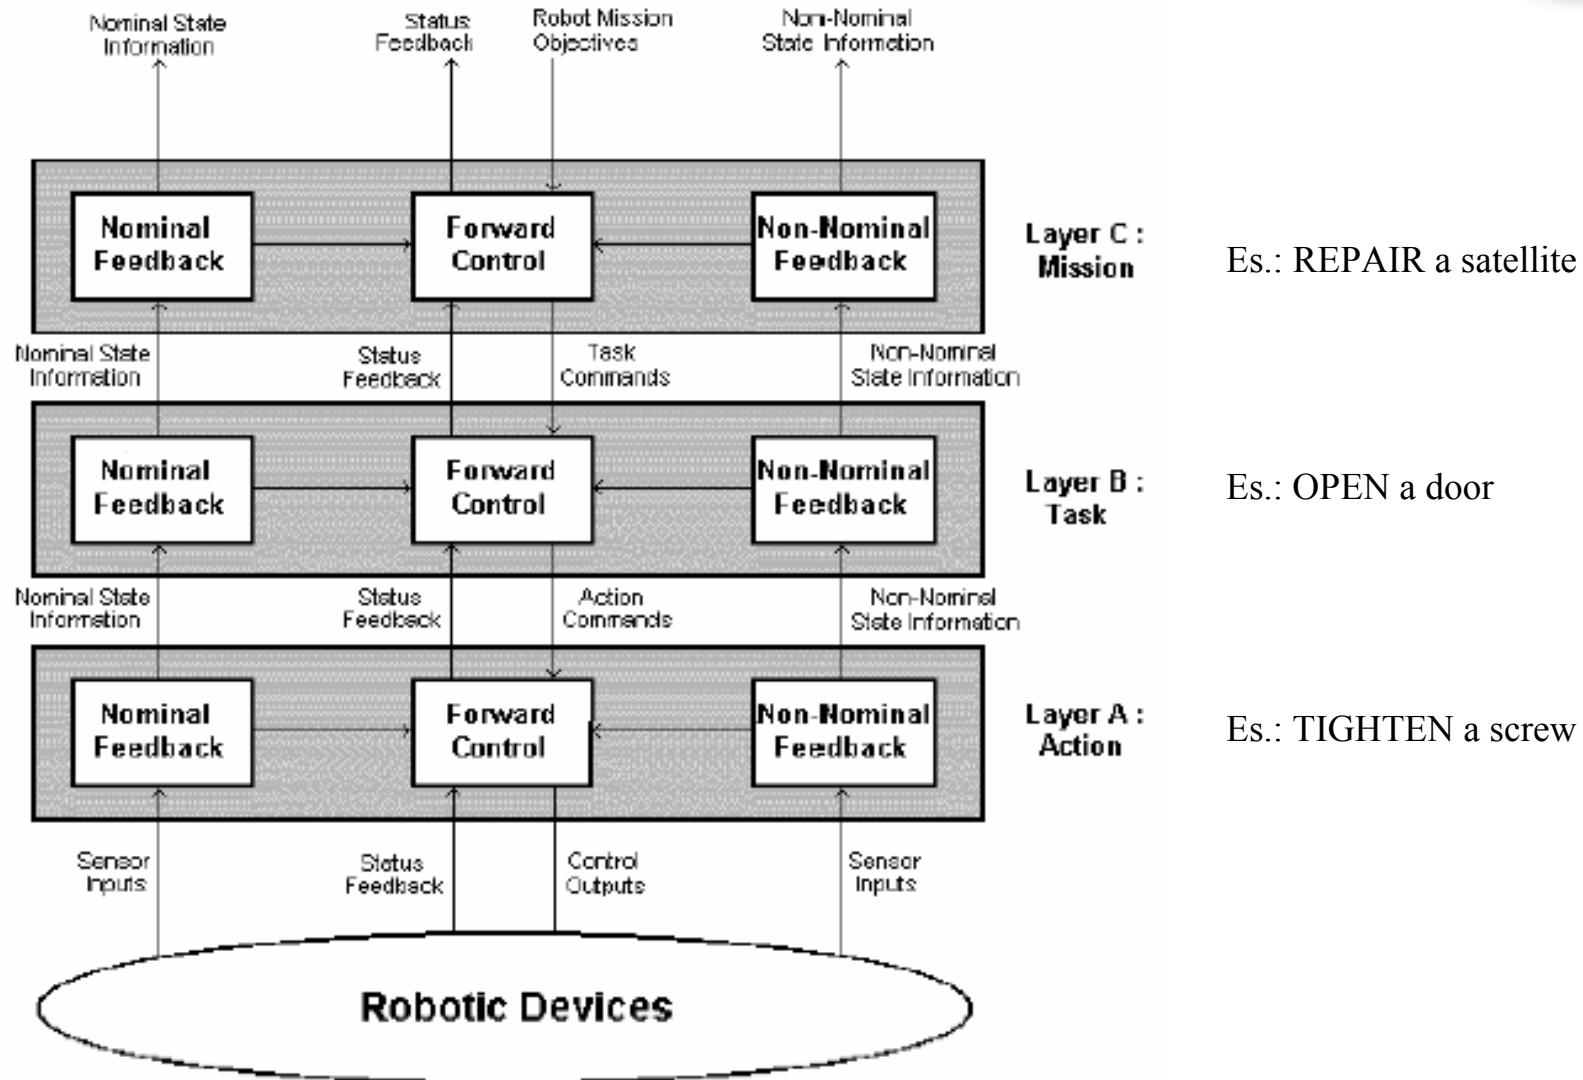 Nominal State
Information
Status
Feedback
Robot Mission
Objectives
Non-Nominal
State Information
Nominal
Feedback
Forward
Control
Non-Nominal
Feedback
Layer C :
Mission
Es.: REPAIR a satellite
Nominal State
Information
Status
Feedback
Task
Commands
Non-Nominal
State Information
Nominal
Feedback
Forward
Control
Non-Nominal
Feedback
Layer B :
Task
Es.: OPEN a door
Nominal State
Information
Status
Feedback
Action
Commands
Non-Nominal
State Information
Nominal
Feedback
Forward
Control
Non-Nominal
Feedback
Layer A :
Action
Es.: TIGHTEN a screw
Sensor
Inputs
Status
Feedback
Control
Outputs
Sensor
Inputs
Robotic Devices